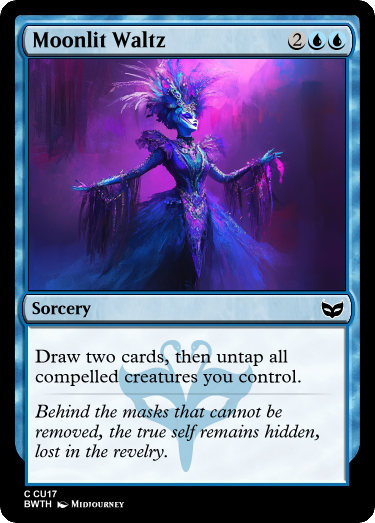 Moonlit Waltz 2
Sorcery
Draw two cards, then untap all
compelled creatures you control.
Behind the masks that cannot be
removed, the true self remains hidden,
lost in the revelry.
C CU17
BWTH Midjourney